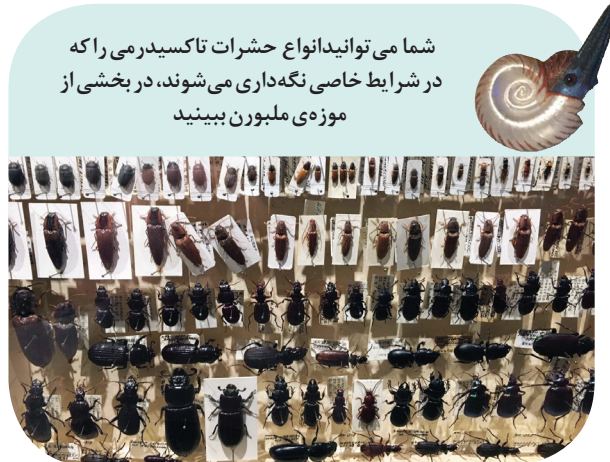 شما می‌توانیدانواع حشرات تاکسیدرمی را که
در شرایط خاصی نگه‌داری می‌شوند، در بخشی از
موزه‌ی ملبورن ببینید